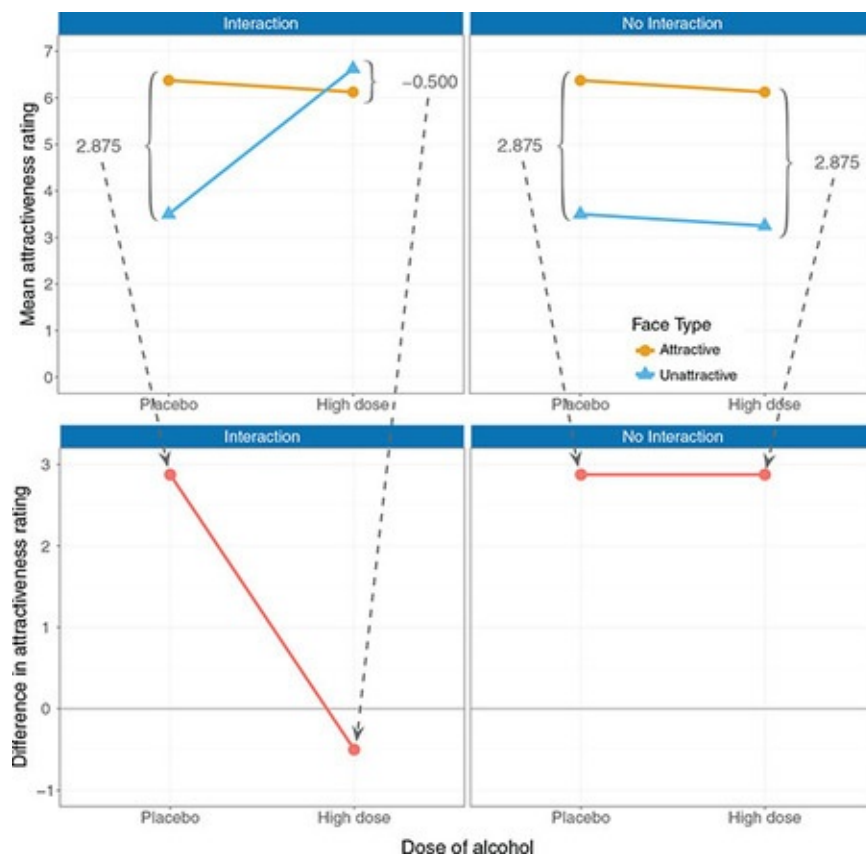 Interaction
No Interaction
Mean attractiveness rating
7
6
5
4
3
2
1
0
2.875
−0.500
2.875
2.875
Face Type
Attractive
Unattractive
Placebo
High dose
Placebo
High dose
Interaction
No Interaction
Difference in attractiveness rating
3
2
1
0
−1
Placebo
High dose
Placebo
High dose
Dose of alcohol